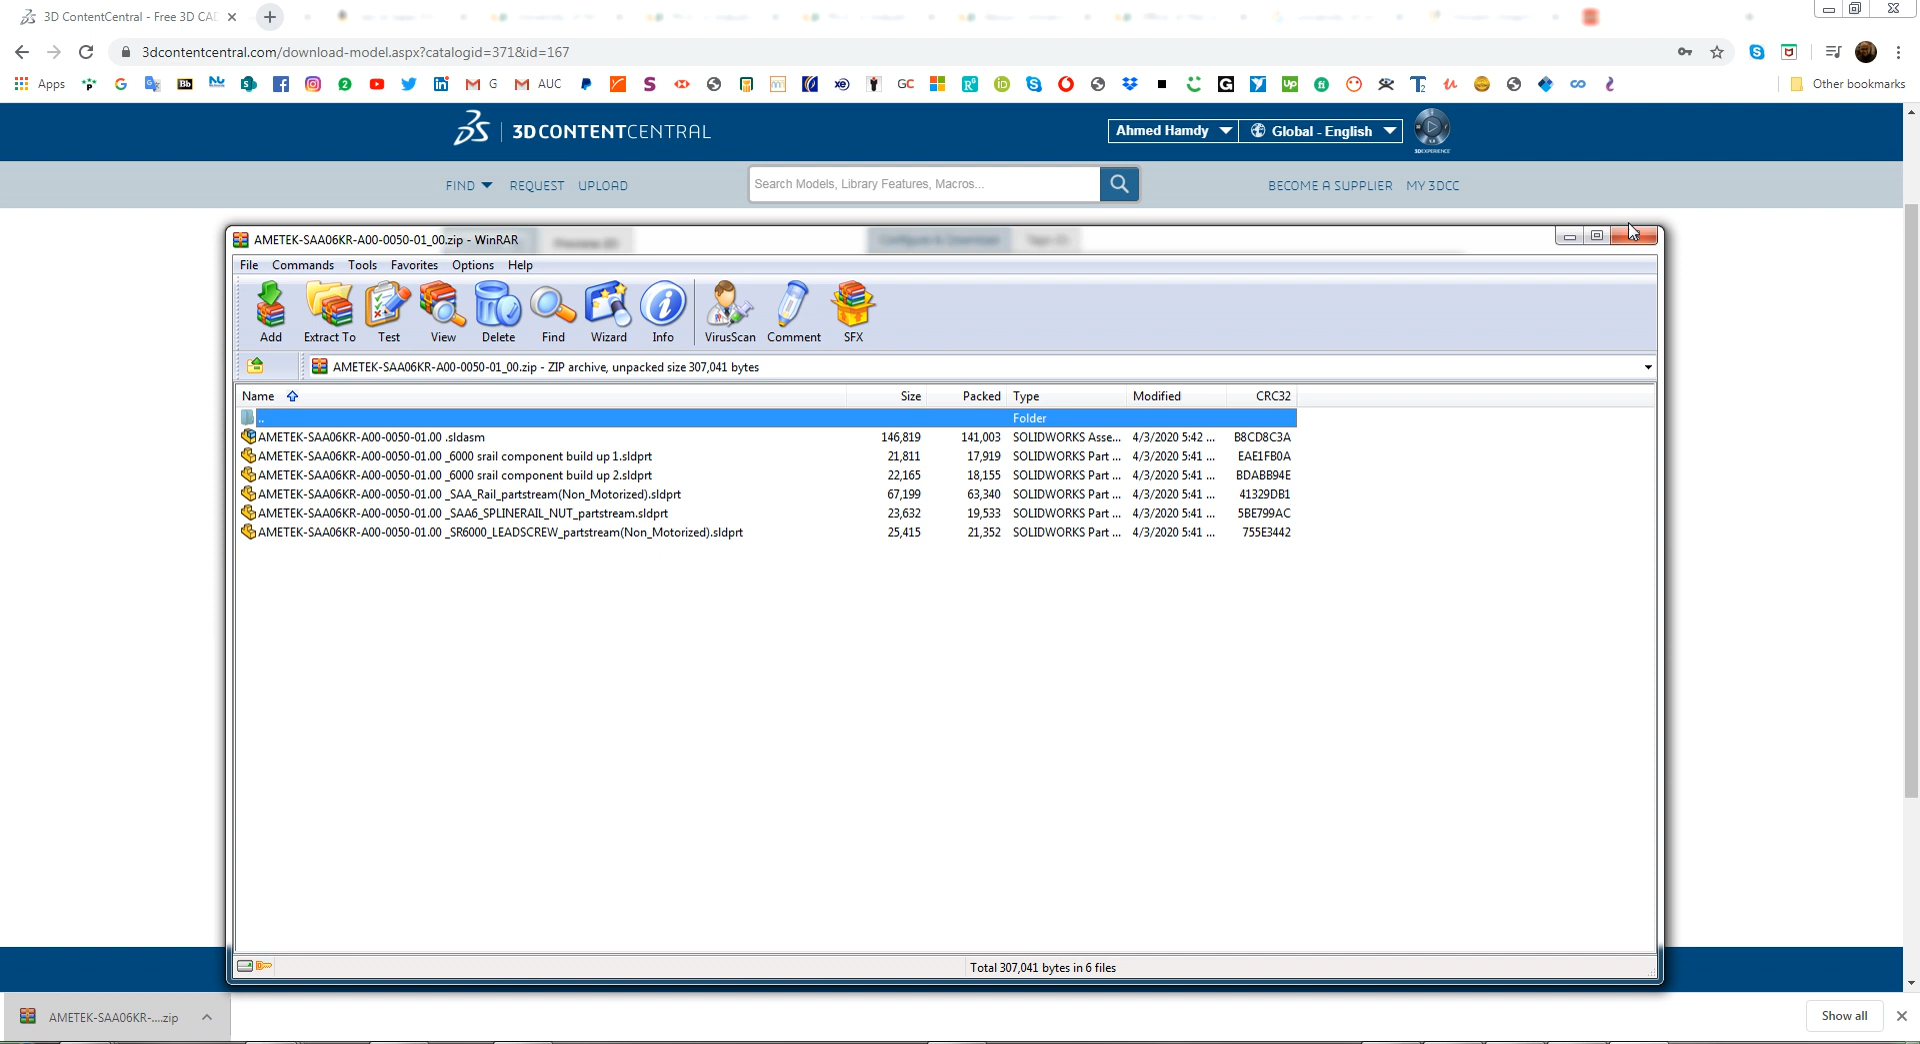 3D ContentCentral - Free 3D CAD
3dcontentcentral.com/download-model.aspx?catalogid=371&id=167
Apps
G
AUC
GC
Other bookmarks
3DCONTENTCENTRAL
Ahmed Hamdy
Global - English
3DEXPERIENCE
FIND
REQUEST
UPLOAD
Search Models, Library Features, Macros...
BECOME A SUPPLIER
MY 3DCC
AMETEK-SAA06KR-A00-0050-01_00.zip - WinRAR
File Commands Tools Favorites Options Help
Add Extract To Test View Delete Find Wizard Info VirusScan Comment SFX
AMETEK-SAA06KR-A00-0050-01_00.zip - ZIP archive, unpacked size 307,041 bytes
Name Size Packed Type Modified CRC32
.. Folder
AMETEK-SAA06KR-A00-0050-01.00 .sldasm 146,819 141,003 SOLIDWORKS Asse... 4/3/2020 5:42 ... B8CD8C3A
AMETEK-SAA06KR-A00-0050-01.00 _6000 srail component build up 1.sldprt 21,811 17,919 SOLIDWORKS Part ... 4/3/2020 5:41 ... EAE1FB0A
AMETEK-SAA06KR-A00-0050-01.00 _6000 srail component build up 2.sldprt 22,165 18,155 SOLIDWORKS Part ... 4/3/2020 5:41 ... BDABB94E
AMETEK-SAA06KR-A00-0050-01.00 _SAA_Rail_partstream(Non_Motorized).sldprt 67,199 63,340 SOLIDWORKS Part ... 4/3/2020 5:41 ... 41329DB1
AMETEK-SAA06KR-A00-0050-01.00 _SAA6_SPLINERAIL_NUT_partstream.sldprt 23,632 19,533 SOLIDWORKS Part ... 4/3/2020 5:41 ... 5BE799AC
AMETEK-SAA06KR-A00-0050-01.00 _SR6000_LEADSCREW_partstream(Non_Motorized).sldprt 25,415 21,352 SOLIDWORKS Part ... 4/3/2020 5:41 ... 755E3442
Total 307,041 bytes in 6 files
AMETEK-SAA06KR-....zip
Show all